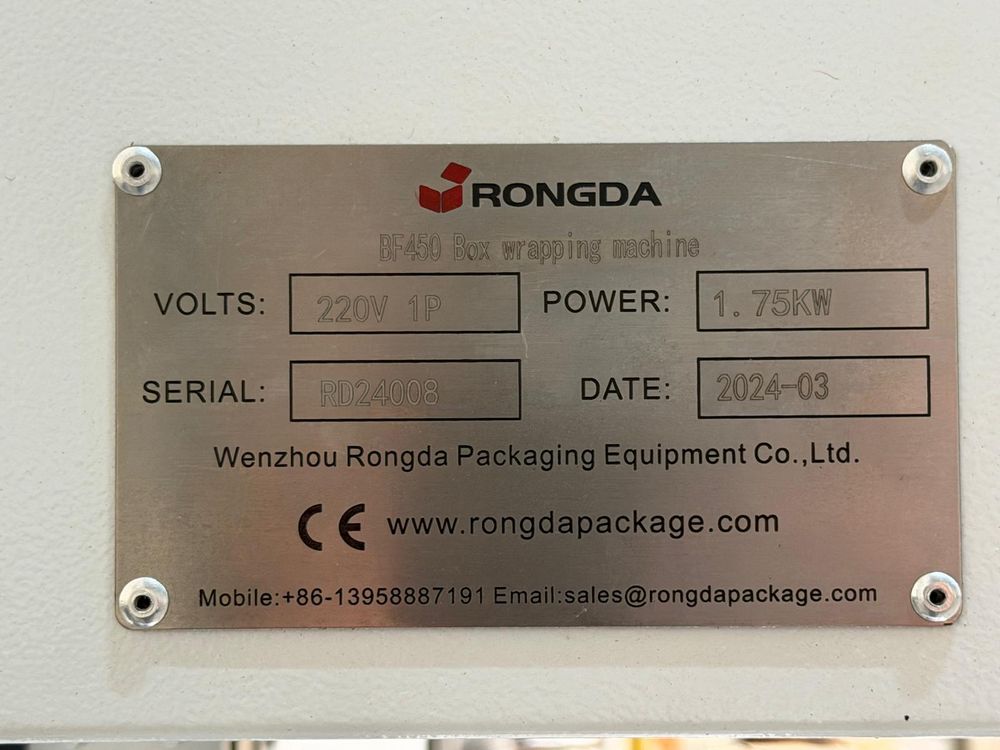 RONGDA
BF450 Box wrapping machine
VOLTS: 220V 1P POWER: 1.75KW
SERIAL: RD24008 DATE: 2024-03
Wenzhou Rongda Packaging Equipment Co.,Ltd.
CE www.rongdapackage.com
Mobile:+86-13958887191 Email:sales@rongdapackage.com